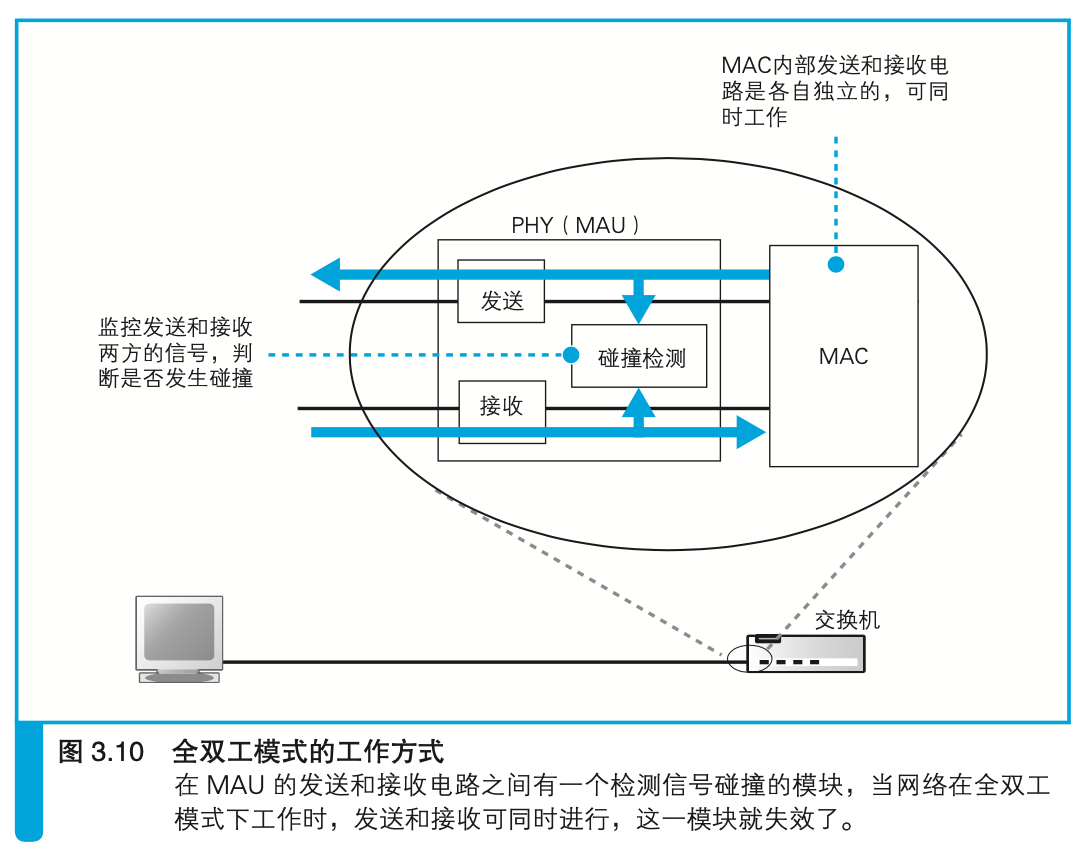 MAC内部发送和接收电
路是各自独立的，可同
时工作
PHY（MAU）
发送
监控发送和接收
两方的信号，判
断是否发生碰撞
碰撞检测
MAC
接收
交换机
图 3.10 全双工模式的工作方式
在 MAU 的发送和接收电路之间有一个检测信号碰撞的模块，当网络在全双工
模式下工作时，发送和接收可同时进行，这一模块就失效了。